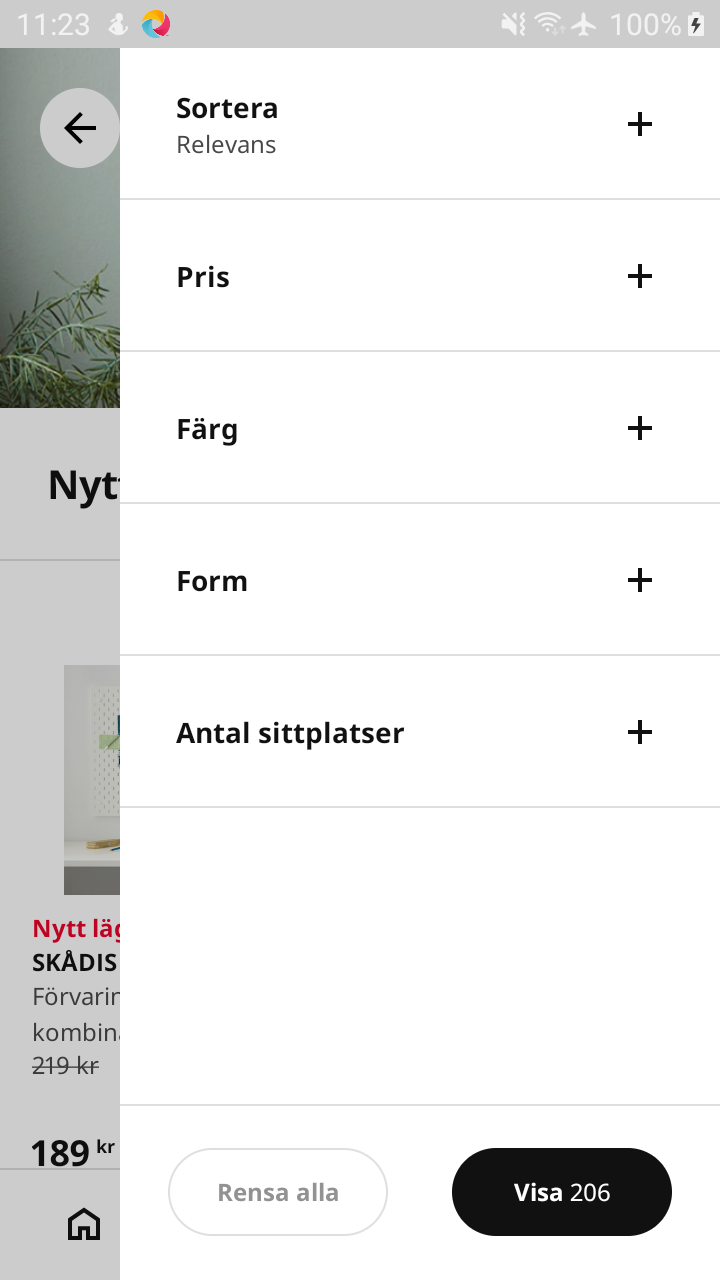 11:23
100%
Sortera
Relevans
Pris
Färg
Form
Antal sittplatser
Nytt
Nytt läg
SKÅDIS
Förvarin
kombina
219 kr
189 kr
Rensa alla
Visa 206